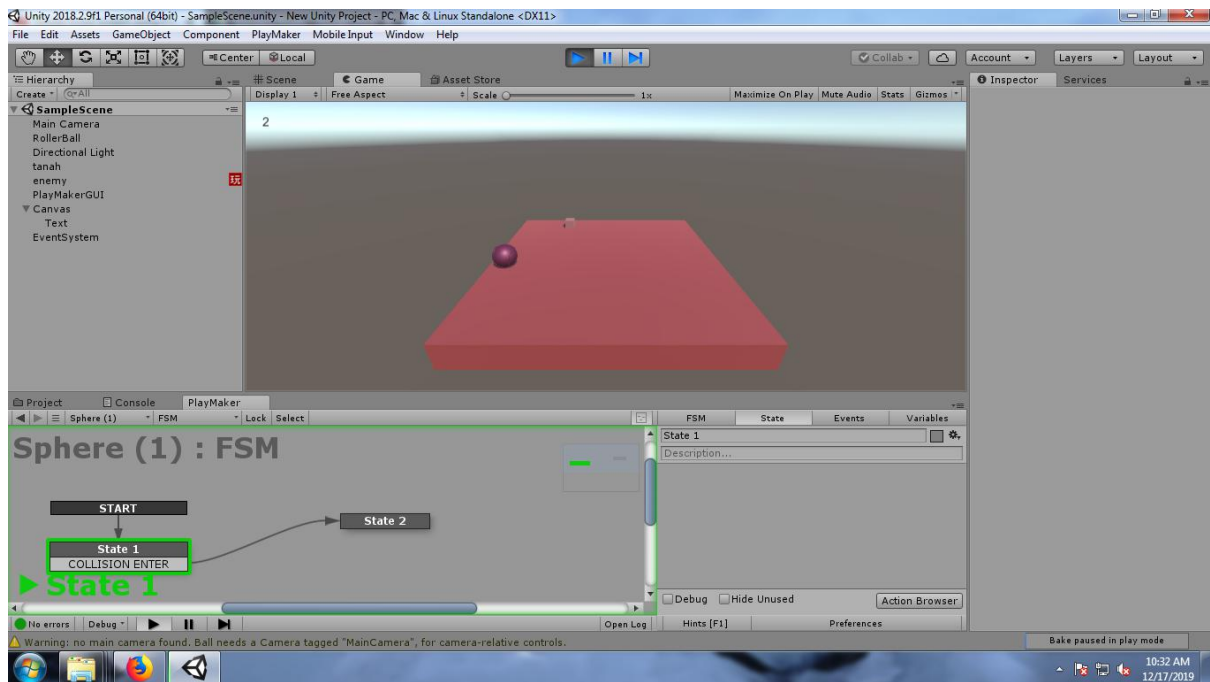 Unity 2018.2.9f1 Personal (64bit) - SampleScene.unity - New Unity Project - PC, Mac & Linux Standalone <DX11>
File Edit Assets GameObject Component PlayMaker Mobile Input Window Help
Center Local Collab Account Layers Layout
Hierarchy Scene Game Asset Store Inspector Services
Create All Display 1 Free Aspect Scale 1x Maximize On Play Mute Audio Stats Gizmos
SampleScene
Main Camera
2
RollerBall
Directional Light
tanah
enemy 玩
PlayMakerGUI
Canvas
Text
EventSystem
Project Console PlayMaker
Sphere (1) FSM Lock Select FSM State Events Variables
State 1
Description...
Sphere (1) : FSM
START
State 2
State 1
COLLISION ENTER
State 1
Debug Hide Unused Action Browser
No errors Debug Open Log Hints [F1] Preferences
Warning: no main camera found. Ball needs a Camera tagged "MainCamera", for camera-relative controls. Bake paused in play mode
10:32 AM
12/17/2019